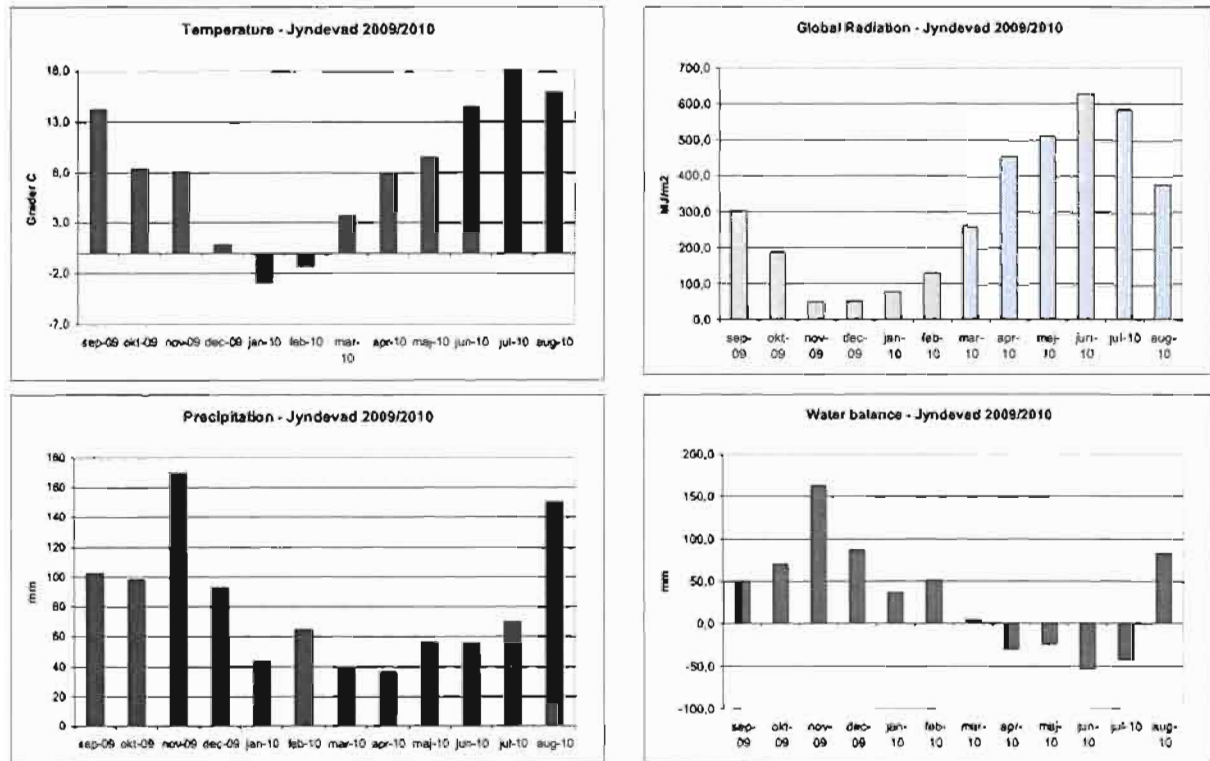 Temperature - Jyndevad 2009/2010
Grader C
18,0
13,0
8,0
3,0
-2,0
-7,0
sep-09 okt-09 nov-09 dec-09 jan-10 feb-10 mar-10 apr-10 maj-10 jun-10 jul-10 aug-10
Global Radiation - Jyndevad 2009/2010
MJ/m2
700,0
600,0
500,0
400,0
300,0
200,0
100,0
0,0
sep-09 okt-09 nov-09 dec-09 jan-10 feb-10 mar-10 apr-10 maj-10 jun-10 jul-10 aug-10
Precipitation - Jyndevad 2009/2010
mm
180
160
140
120
100
80
60
40
20
0
sep-09 okt-09 nov-09 dec-09 jan-10 feb-10 mar-10 apr-10 maj-10 jun-10 jul-10 aug-10
Water balance - Jyndevad 2009/2010
mm
200,0
150,0
100,0
50,0
0,0
-50,0
-100,0
sep-09 okt-09 nov-09 dec-09 jan-10 feb-10 mar-10 apr-10 maj-10 jun-10 jul-10 aug-10